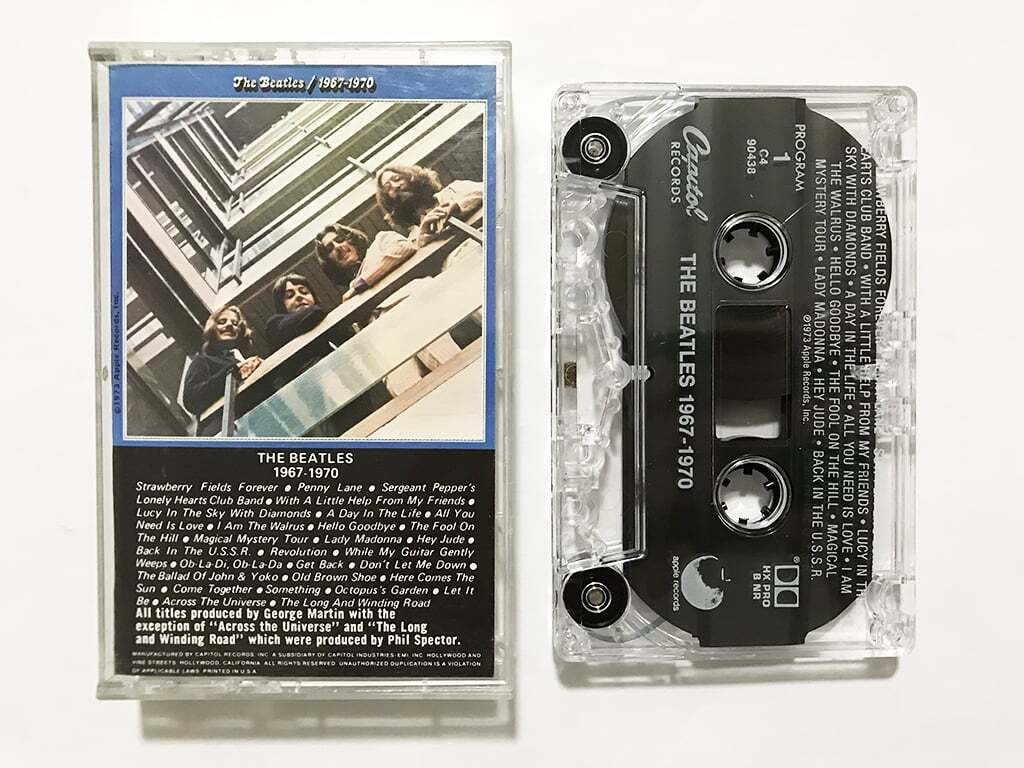 The Beatles / 1967-1970
©1973 Apple Records, Inc.
THE BEATLES
1967-1970
Strawberry Fields Forever ● Penny Lane ● Sergeant Pepper's
Lonely Hearts Club Band ● With A Little Help From My Friends ●
Lucy In The Sky With Diamonds ● A Day In The Life ● All You
Need Is Love ● I Am The Walrus ● Hello Goodbye ● The Fool On
The Hill ● Magical Mystery Tour ● Lady Madonna ● Hey Jude ●
Back In The U.S.S.R. ● Revolution ● While My Guitar Gently
Weeps ● Ob-La-Di, Ob-La-Da ● Get Back ● Don't Let Me Down ●
The Ballad Of John & Yoko ● Old Brown Shoe ● Here Comes The
Sun ● Come Together ● Something ● Octopus's Garden ● Let It
Be ● Across The Universe ● The Long And Winding Road
All titles produced by George Martin with the
exception of "Across the Universe" and "The Long
and Winding Road" which were produced by Phil Spector.
MANUFACTURED BY CAPITOL RECORDS, INC. A SUBSIDIARY OF CAPITOL INDUSTRIES-EMI, INC. HOLLYWOOD AND
VINE STREETS, HOLLYWOOD, CALIFORNIA. ALL RIGHTS RESERVED. UNAUTHORIZED DUPLICATION IS A VIOLATION
OF APPLICABLE LAWS. PRINTED IN U.S.A.
PROGRAM
1
C4
90438
Capitol
RECORDS
THE BEATLES 1967-1970
WBERRY FIELDS FORE
EARTS CLUB BAND • WITH A LITTLE HELP FROM MY FRIENDS • LUCY IN TH
SKY WITH DIAMONDS • A DAY IN THE LIFE • ALL YOU NEED IS LOVE • I AM
THE WALRUS • HELLO GOODBYE • THE FOOL ON THE HILL • MAGICAL
MYSTERY TOUR • LADY MADONNA • HEY JUDE • BACK IN THE U.S.S.R.
℗1973 Apple Records, Inc.
HX PRO
B NR
apple records